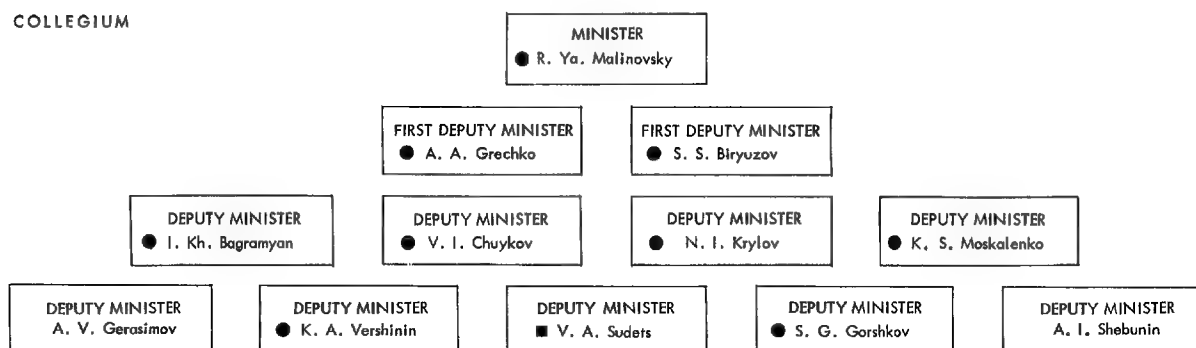 COLLEGIUM
MINISTER
● R. Ya. Malinovsky
FIRST DEPUTY MINISTER
● A. A. Grechko
FIRST DEPUTY MINISTER
● S. S. Biryuzov
DEPUTY MINISTER
● I. Kh. Bagramyan
DEPUTY MINISTER
● V. I. Chuykov
DEPUTY MINISTER
● N. I. Krylov
DEPUTY MINISTER
● K. S. Moskalenko
DEPUTY MINISTER
A. V. Gerasimov
DEPUTY MINISTER
● K. A. Vershinin
DEPUTY MINISTER
■ V. A. Sudets
DEPUTY MINISTER
● S. G. Gorshkov
DEPUTY MINISTER
A. I. Shebunin